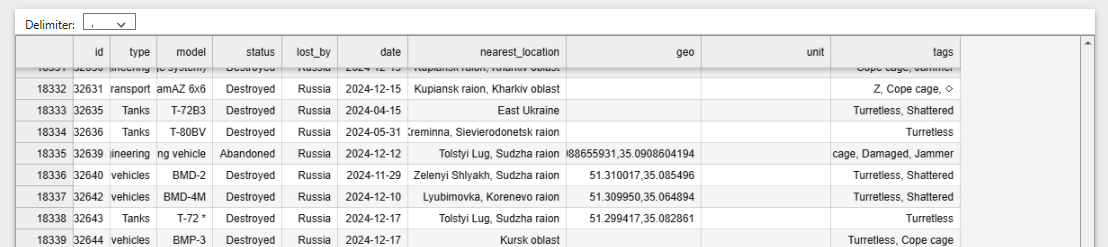 Delimiter: ,
id type model status lost_by date nearest_location geo unit tags
18332 32631 ransport amAZ 6x6 Destroyed Russia 2024-12-15 Kupiansk raion, Kharkiv oblast Z, Cope cage, ◇
18333 32635 Tanks T-72B3 Destroyed Russia 2024-04-15 East Ukraine Turretless, Shattered
18334 32636 Tanks T-80BV Destroyed Russia 2024-05-31 Kreminna, Sievierodonetsk raion Turretless
18335 32639 gineering ng vehicle Abandoned Russia 2024-12-12 Tolstyi Lug, Sudzha raion 988655931,35.0908604194 cage, Damaged, Jammer
18336 32640 vehicles BMD-2 Destroyed Russia 2024-11-29 Zelenyi Shlyakh, Sudzha raion 51.310017,35.085496 Turretless, Shattered
18337 32642 vehicles BMD-4M Destroyed Russia 2024-12-10 Lyubimovka, Korenevo raion 51.309950,35.064894 Turretless, Shattered
18338 32643 Tanks T-72 * Destroyed Russia 2024-12-17 Tolstyi Lug, Sudzha raion 51.299417,35.082861 Turretless
18339 32644 vehicles BMP-3 Destroyed Russia 2024-12-17 Kursk oblast Turretless, Cope cage